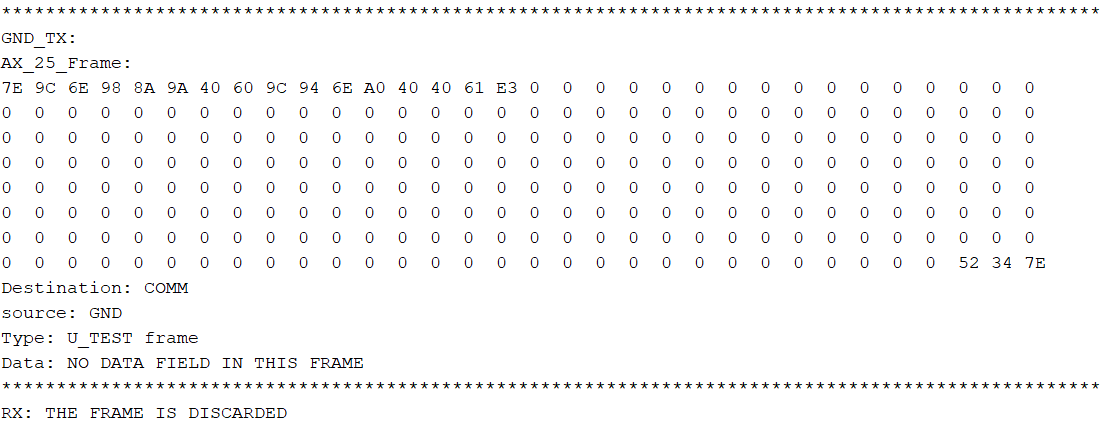 ****************************************************************************************************
GND_TX:
AX_25_Frame:
7E 9C 6E 98 8A 9A 40 60 9C 94 6E A0 40 40 61 E3 0  0  0  0  0  0  0  0  0  0  0  0  0  0  0  0
0  0  0  0  0  0  0  0  0  0  0  0  0  0  0  0  0  0  0  0  0  0  0  0  0  0  0  0  0  0  0  0
0  0  0  0  0  0  0  0  0  0  0  0  0  0  0  0  0  0  0  0  0  0  0  0  0  0  0  0  0  0  0  0
0  0  0  0  0  0  0  0  0  0  0  0  0  0  0  0  0  0  0  0  0  0  0  0  0  0  0  0  0  0  0  0
0  0  0  0  0  0  0  0  0  0  0  0  0  0  0  0  0  0  0  0  0  0  0  0  0  0  0  0  0  0  0  0
0  0  0  0  0  0  0  0  0  0  0  0  0  0  0  0  0  0  0  0  0  0  0  0  0  0  0  0  0  0  0  0
0  0  0  0  0  0  0  0  0  0  0  0  0  0  0  0  0  0  0  0  0  0  0  0  0  0  0  0  0  0  0  0
0  0  0  0  0  0  0  0  0  0  0  0  0  0  0  0  0  0  0  0  0  0  0  0  0  0  0  0  0  52 34 7E
Destination: COMM
source: GND
Type: U_TEST frame
Data: NO DATA FIELD IN THIS FRAME
****************************************************************************************************
RX: THE FRAME IS DISCARDED